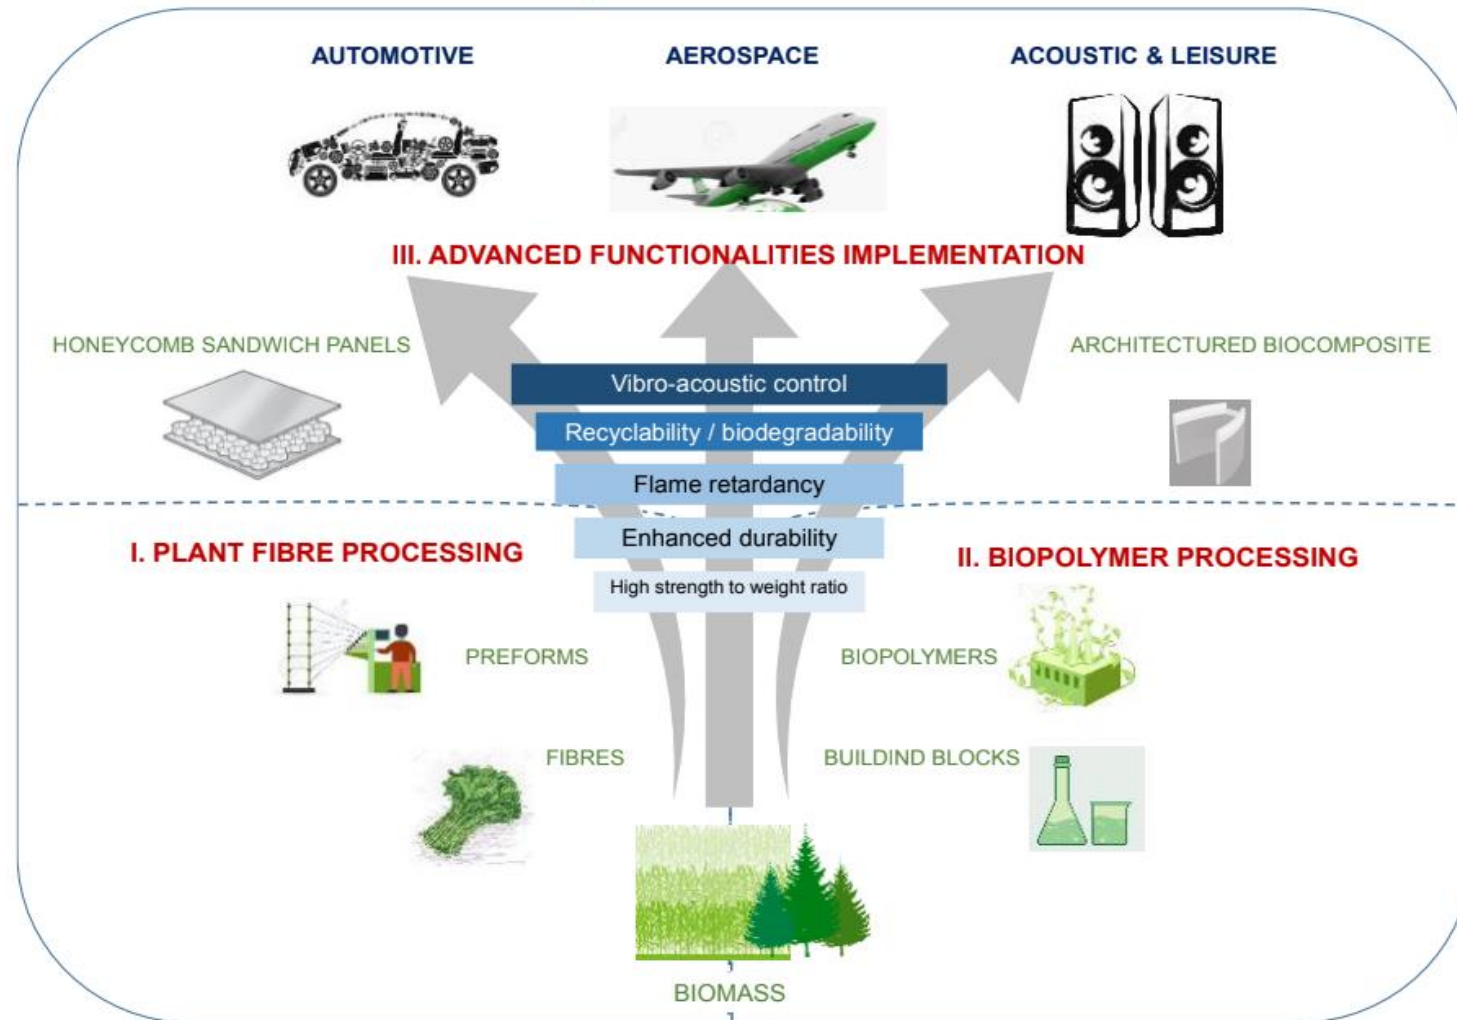 AUTOMOTIVE
AEROSPACE
ACOUSTIC & LEISURE
III. ADVANCED FUNCTIONALITIES IMPLEMENTATION
HONEYCOMB SANDWICH PANELS
ARCHITECTURED BIOCOMPOSITE
Vibro-acoustic control
Recyclability / biodegradability
Flame retardancy
Enhanced durability
High strength to weight ratio
I. PLANT FIBRE PROCESSING
II. BIOPOLYMER PROCESSING
PREFORMS
BIOPOLYMERS
FIBRES
BUILDIND BLOCKS
BIOMASS